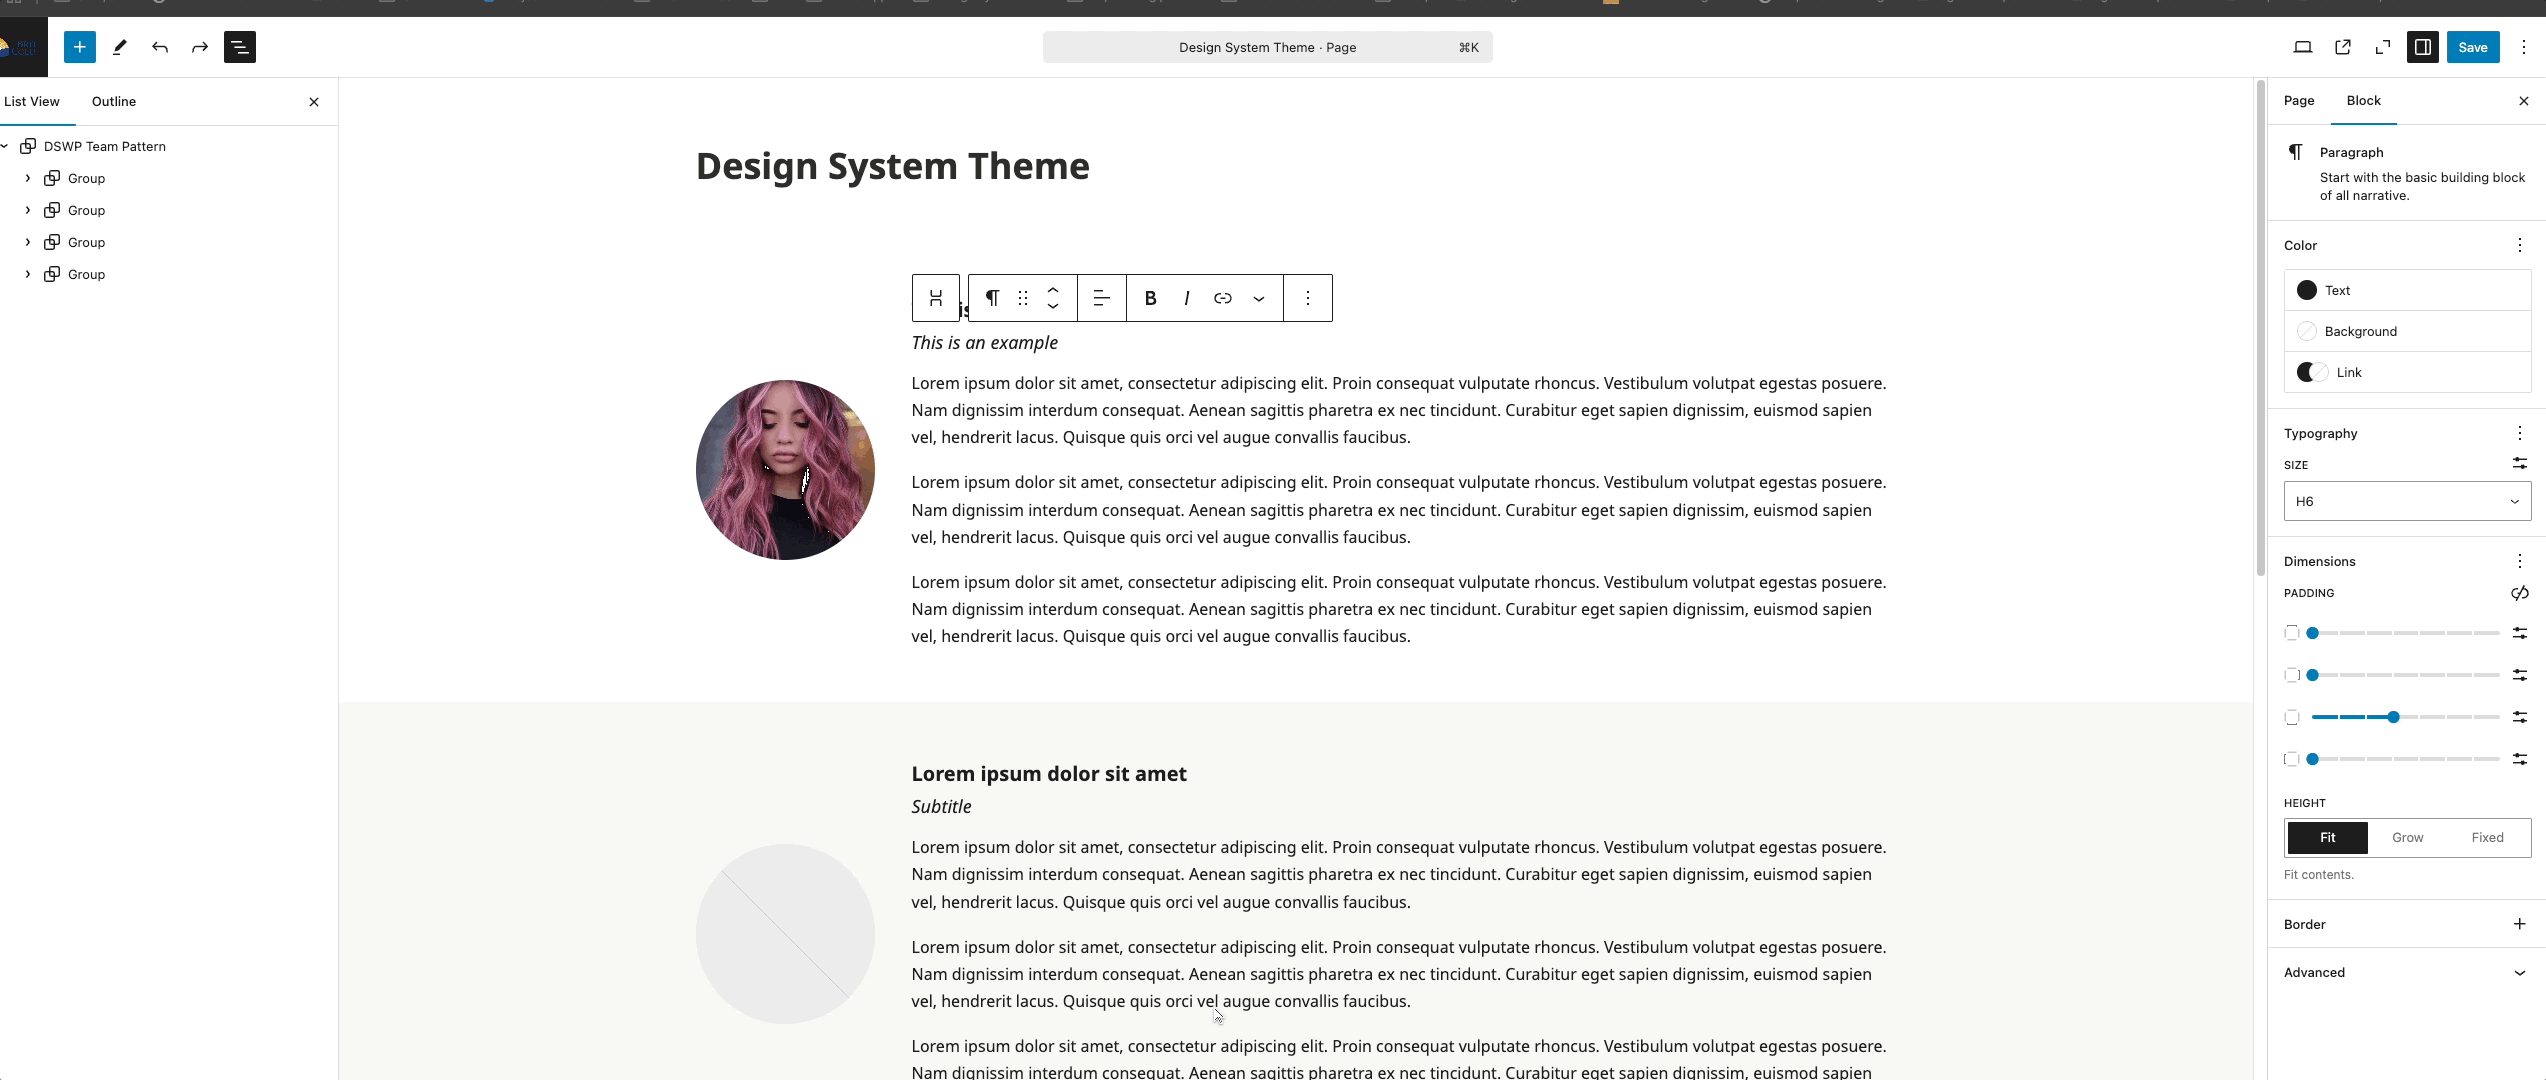 Design System Theme · Page
⌘K
Save
List View
Outline
DSWP Team Pattern
Group
Group
Group
Group
Design System Theme
B
I
This is an example
Lorem ipsum dolor sit amet, consectetur adipiscing elit. Proin consequat vulputate rhoncus. Vestibulum volutpat egestas posuere.
Nam dignissim interdum consequat. Aenean sagittis pharetra ex nec tincidunt. Curabitur eget sapien dignissim, euismod sapien
vel, hendrerit lacus. Quisque quis orci vel augue convallis faucibus.
Lorem ipsum dolor sit amet, consectetur adipiscing elit. Proin consequat vulputate rhoncus. Vestibulum volutpat egestas posuere.
Nam dignissim interdum consequat. Aenean sagittis pharetra ex nec tincidunt. Curabitur eget sapien dignissim, euismod sapien
vel, hendrerit lacus. Quisque quis orci vel augue convallis faucibus.
Lorem ipsum dolor sit amet, consectetur adipiscing elit. Proin consequat vulputate rhoncus. Vestibulum volutpat egestas posuere.
Nam dignissim interdum consequat. Aenean sagittis pharetra ex nec tincidunt. Curabitur eget sapien dignissim, euismod sapien
vel, hendrerit lacus. Quisque quis orci vel augue convallis faucibus.
Lorem ipsum dolor sit amet
Subtitle
Lorem ipsum dolor sit amet, consectetur adipiscing elit. Proin consequat vulputate rhoncus. Vestibulum volutpat egestas posuere.
Nam dignissim interdum consequat. Aenean sagittis pharetra ex nec tincidunt. Curabitur eget sapien dignissim, euismod sapien
vel, hendrerit lacus. Quisque quis orci vel augue convallis faucibus.
Lorem ipsum dolor sit amet, consectetur adipiscing elit. Proin consequat vulputate rhoncus. Vestibulum volutpat egestas posuere.
Nam dignissim interdum consequat. Aenean sagittis pharetra ex nec tincidunt. Curabitur eget sapien dignissim, euismod sapien
vel, hendrerit lacus. Quisque quis orci vel augue convallis faucibus.
Lorem ipsum dolor sit amet, consectetur adipiscing elit. Proin consequat vulputate rhoncus. Vestibulum volutpat egestas posuere.
Nam dignissim interdum consequat. Aenean sagittis pharetra ex nec tincidunt. Curabitur eget sapien dignissim, euismod sapien
Page
Block
Paragraph
Start with the basic building block
of all narrative.
Color
Text
Background
Link
Typography
SIZE
H6
Dimensions
PADDING
HEIGHT
Fit
Grow
Fixed
Fit contents.
Border
Advanced